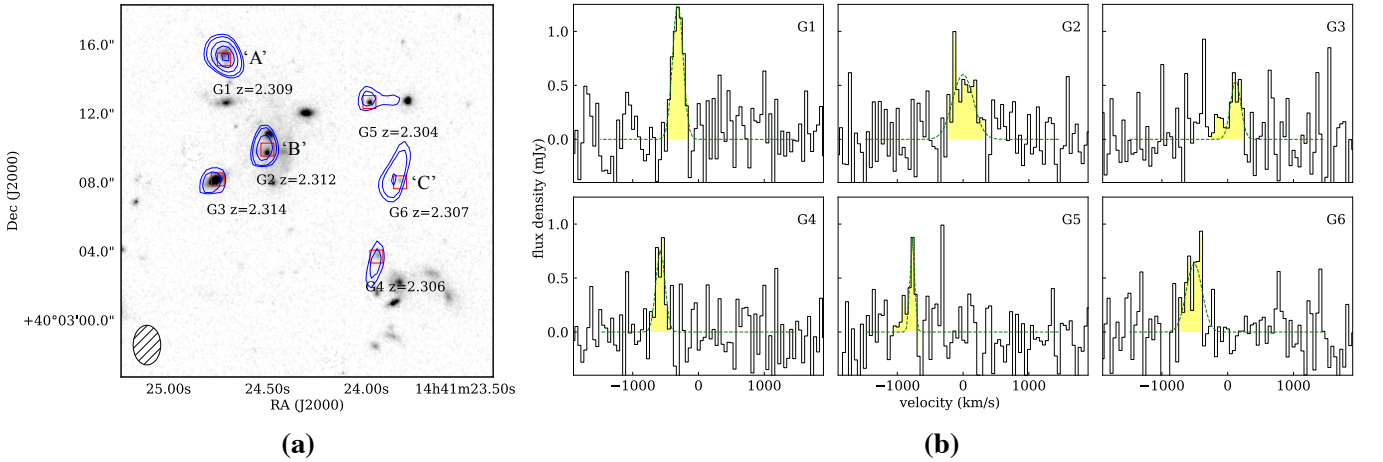 16.0"
12.0"
08.0"
04.0"
+40°03'00.0"
Dec (J2000)
'A'
G1 z=2.309
G5 z=2.304
'B'
G2 z=2.312
'C'
G3 z=2.314
G6 z=2.307
G4 z=2.306
25.00s
24.50s
24.00s
14h41m23.50s
RA (J2000)
(a)
flux density (mJy)
1.0
0.5
0.0
G1
G2
G3
1.0
0.5
0.0
G4
G5
G6
−1000
0
1000
−1000
0
1000
−1000
0
1000
velocity (km/s)
(b)